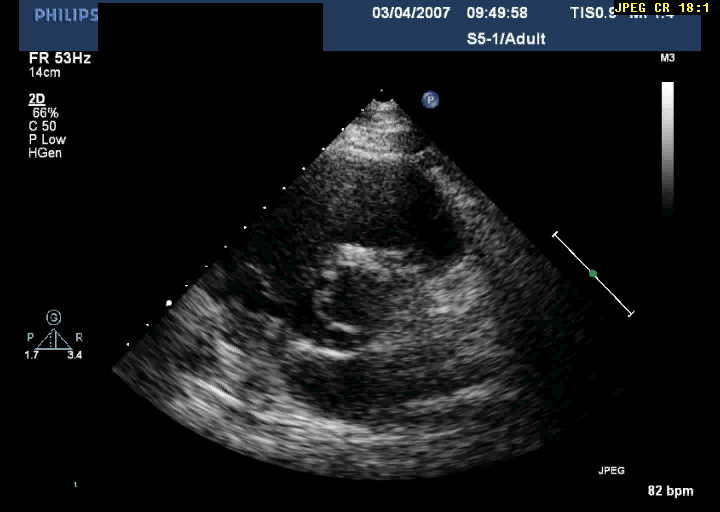 PHILIPS
03/04/2007 09:49:58
JPEG CR 18:1
S5-1/Adult
FR 53Hz
14cm
M3
2D
66%
C 50
P Low
HGen
P
G
P R
1.7 3.4
JPEG
82 bpm